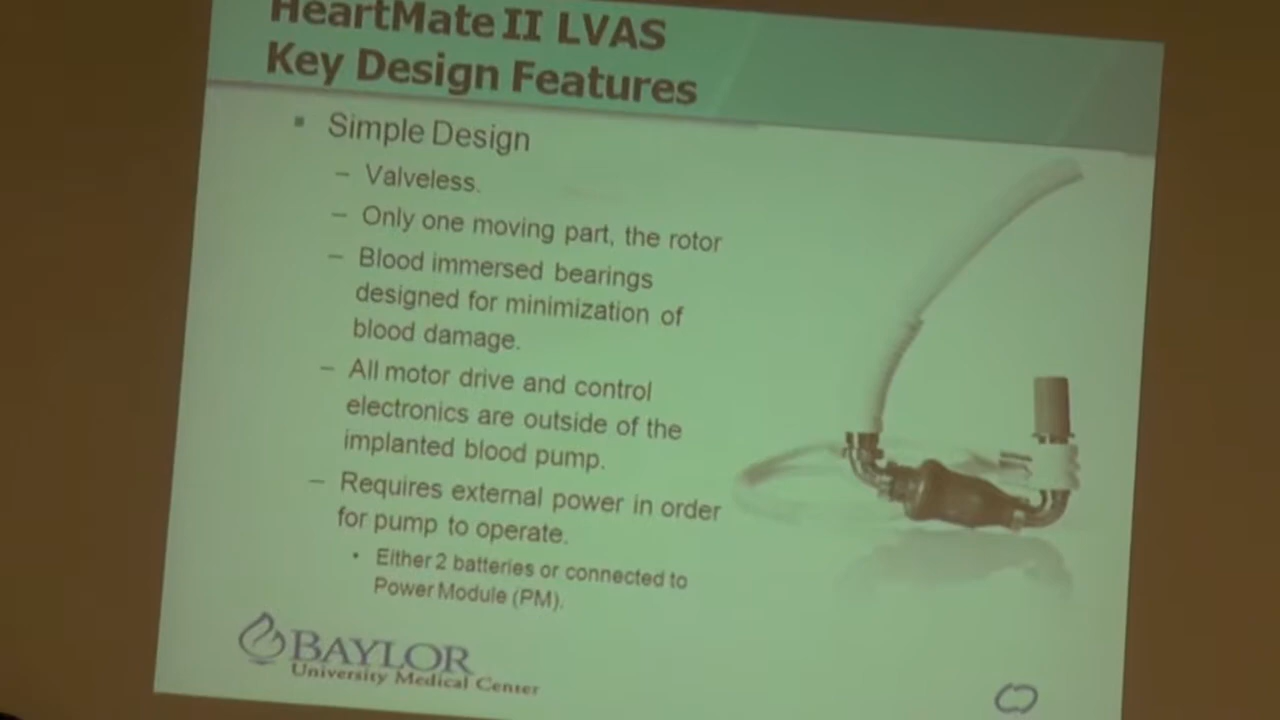 HeartMate II LVAS
Key Design Features
▪ Simple Design
– Valveless.
– Only one moving part, the rotor
– Blood immersed bearings
designed for minimization of
blood damage.
– All motor drive and control
electronics are outside of the
implanted blood pump.
– Requires external power in order
for pump to operate.
• Either 2 batteries or connected to
Power Module (PM).
BAYLOR
University Medical Center